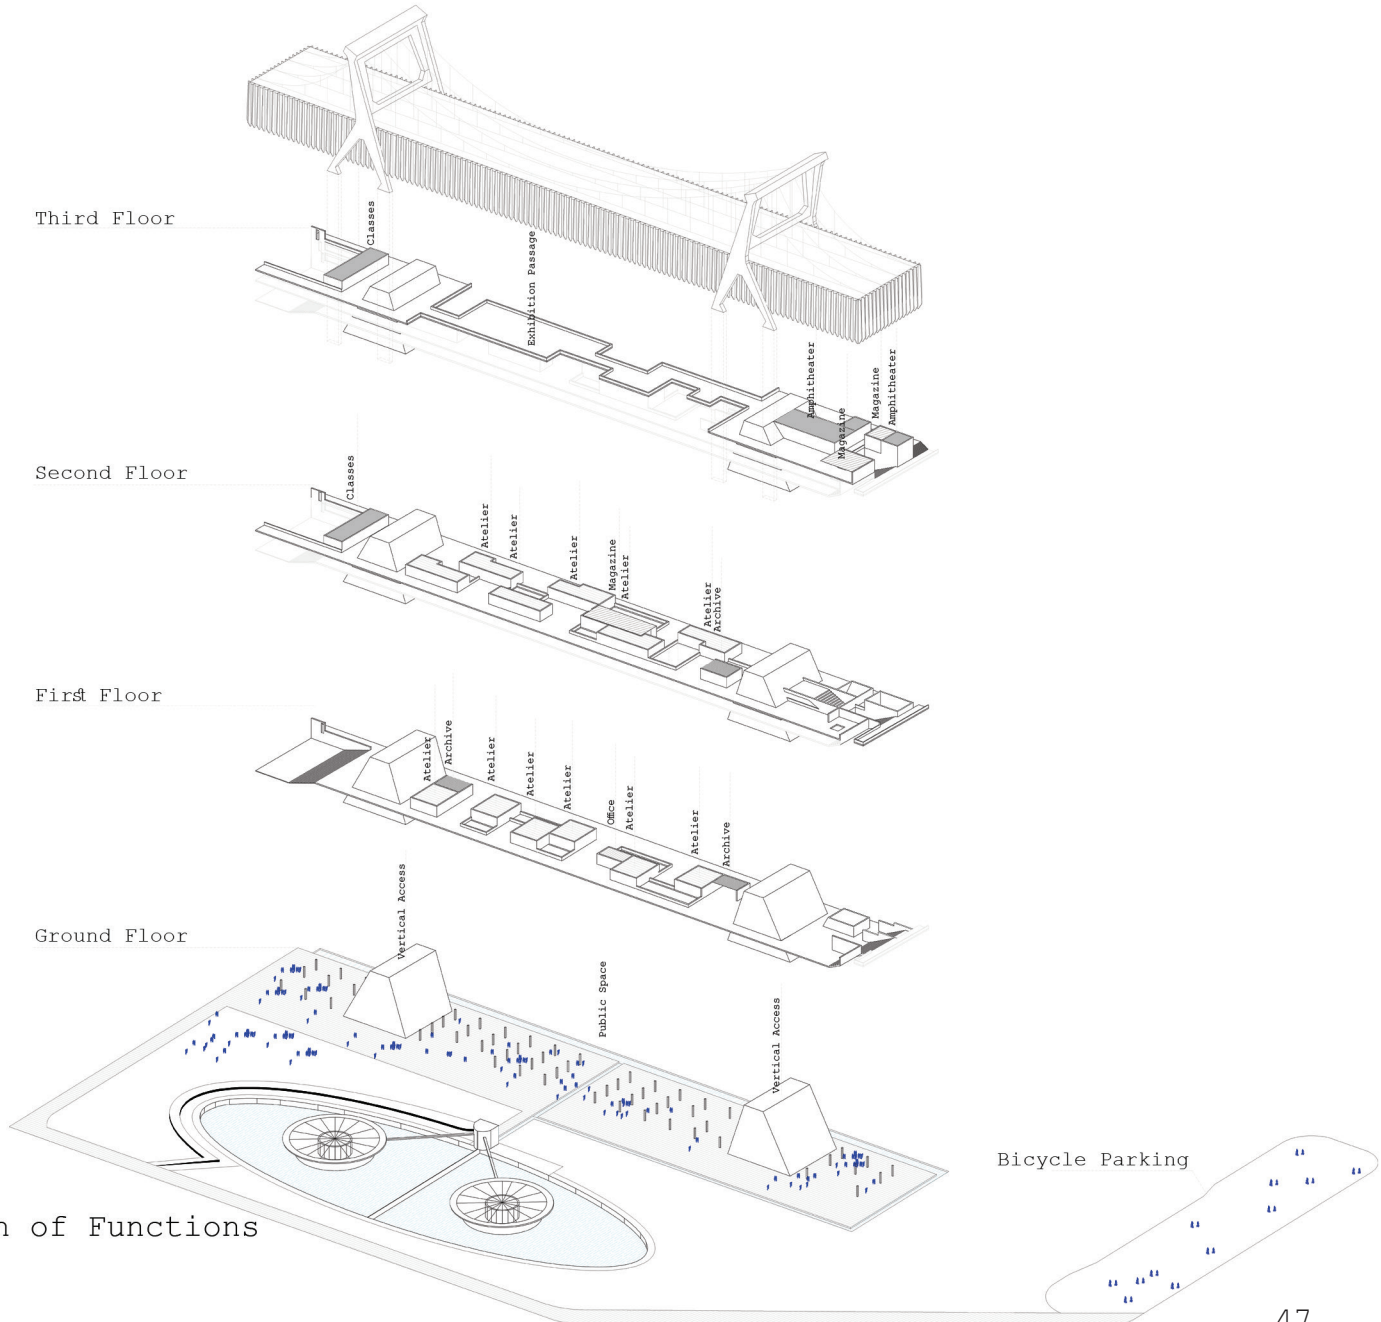 Third Floor
Classes
Exhibition Passage
Amphitheater
Magazine
Magazine
Amphitheater
Second Floor
Classes
Atelier
Atelier
Atelier
Magazine
Atelier
Atelier
Archive
First Floor
Atelier
Archive
Atelier
Atelier
Atelier
Office
Atelier
Atelier
Archive
Ground Floor
Vertical Access
Public Space
Vertical Access
Bicycle Parking
n of Functions
47